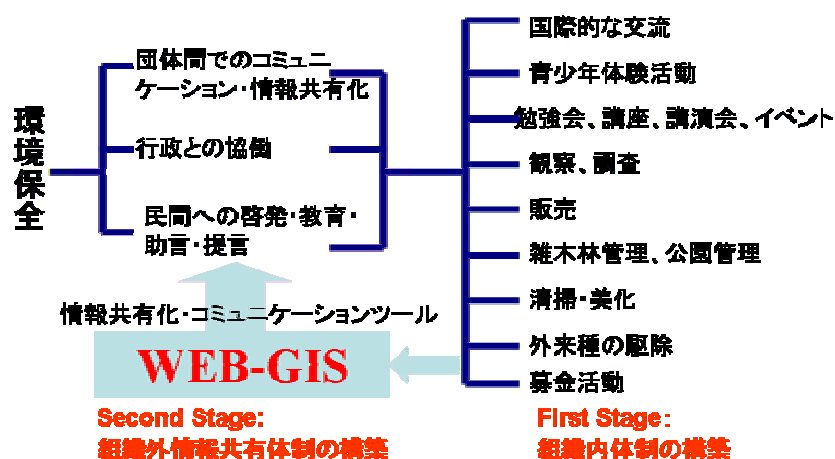 環境保全
団体間でのコミュニ
ケーション・情報共有化
行政との協働
民間への啓発・教育・
助言・提言
情報共有化・コミュニケーションツール
WEB-GIS
Second Stage:
組織外情報共有体制の構築
国際的な交流
青少年体験活動
勉強会、講座、講演会、イベント
観察、調査
販売
雑木林管理、公園管理
清掃・美化
外来種の駆除
募金活動
First Stage:
組織内体制の構築